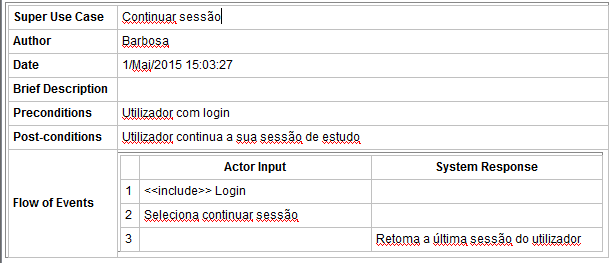 Super Use Case Continuar sessão
Author Barbosa
Date 1/Mai/2015 15:03:27
Brief Description
Preconditions Utilizador com login
Post-conditions Utilizador continua a sua sessão de estudo
Flow of Events
Actor Input System Response
1 <<include>> Login
2 Seleciona continuar sessão
3 Retoma a última sessão do utilizador